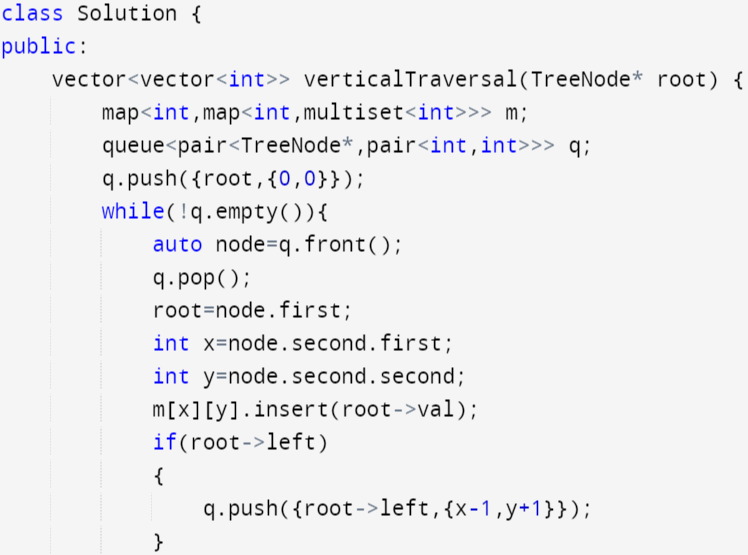 class Solution {
public:
    vector<vector<int>> verticalTraversal(TreeNode* root) {
        map<int,map<int,multiset<int>>> m;
        queue<pair<TreeNode*,pair<int,int>>> q;
        q.push({root,{0,0}});
        while(!q.empty()){
            auto node=q.front();
            q.pop();
            root=node.first;
            int x=node.second.first;
            int y=node.second.second;
            m[x][y].insert(root->val);
            if(root->left)
            {
                q.push({root->left,{x-1,y+1}});
            }